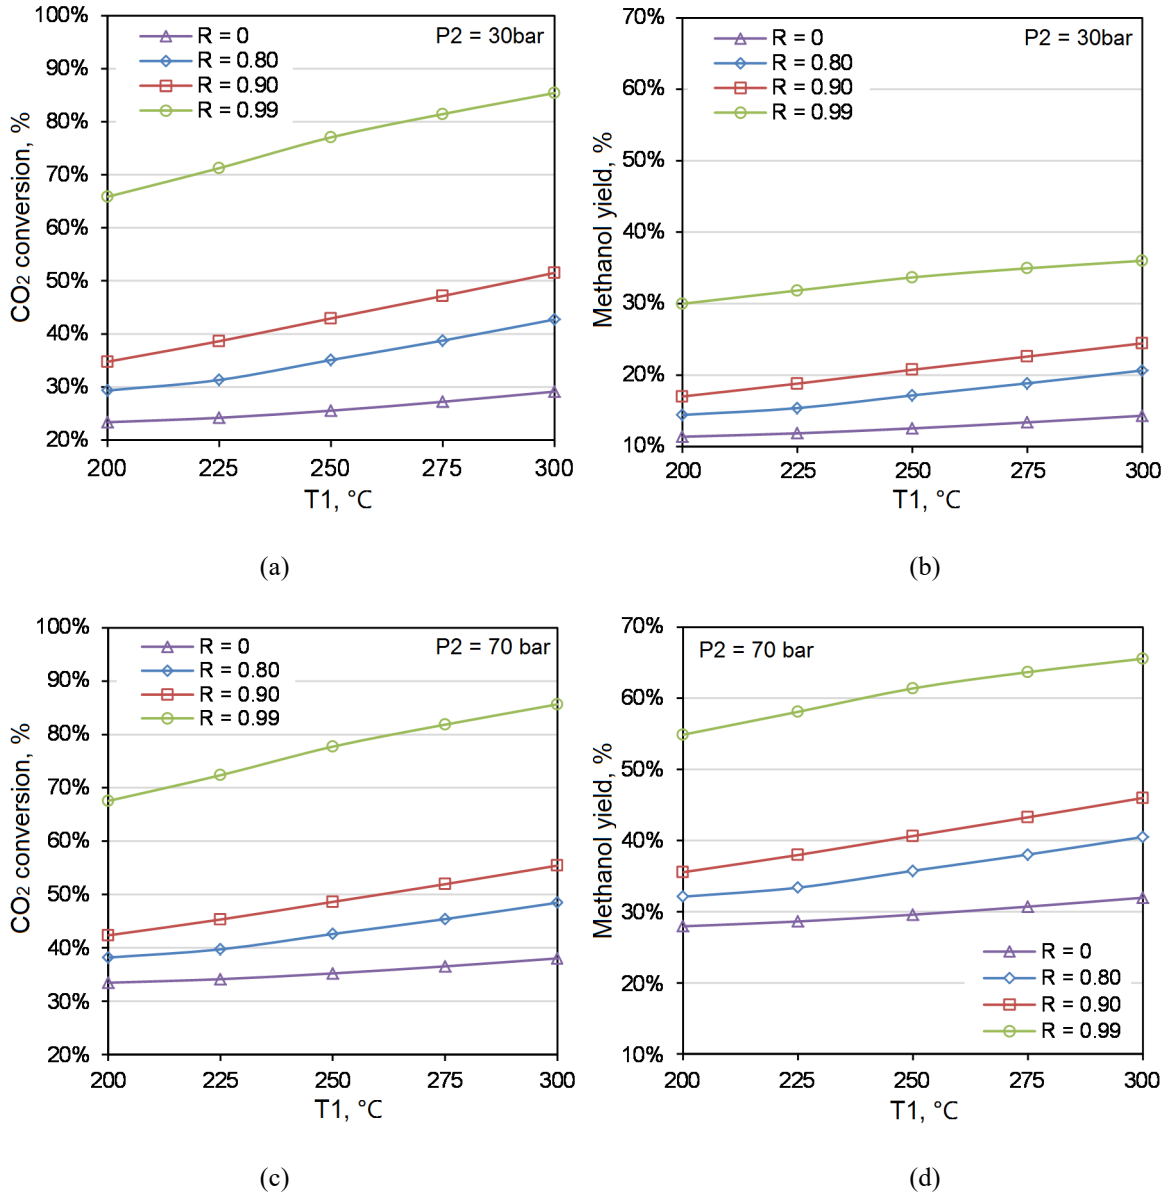 100%
90%
80%
70%
60%
50%
40%
30%
20%
CO₂ conversion, %
R = 0
R = 0.80
R = 0.90
R = 0.99
P2 = 30bar
200 225 250 275 300
T1, °C
(a)
70%
60%
50%
40%
30%
20%
10%
Methanol yield, %
R = 0
R = 0.80
R = 0.90
R = 0.99
P2 = 30bar
200 225 250 275 300
T1, °C
(b)
100%
90%
80%
70%
60%
50%
40%
30%
20%
CO₂ conversion, %
R = 0
R = 0.80
R = 0.90
R = 0.99
P2 = 70 bar
200 225 250 275 300
T1, °C
(c)
70%
60%
50%
40%
30%
20%
10%
Methanol yield, %
P2 = 70 bar
R = 0
R = 0.80
R = 0.90
R = 0.99
200 225 250 275 300
T1, °C
(d)